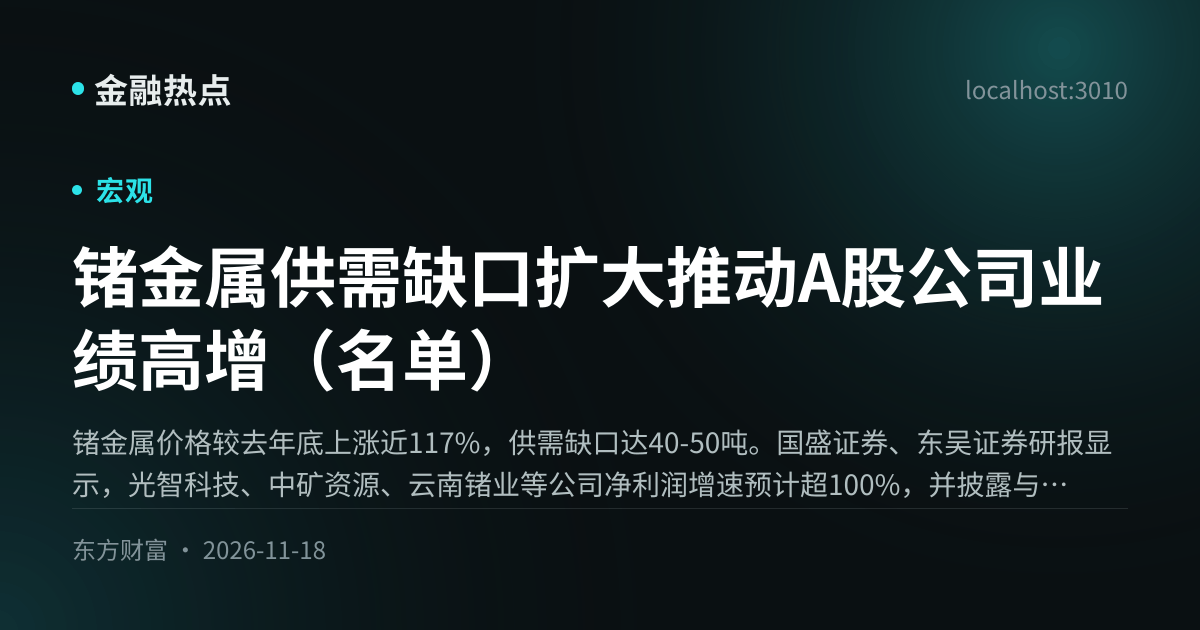 金融热点
localhost:3010
宏观
锗金属供需缺口扩大推动A股公司业
绩高增（名单）
锗金属价格较去年底上涨近117%，供需缺口达40-50吨。国盛证券、东吴证券研报显
示，光智科技、中矿资源、云南锗业等公司净利润增速预计超100%，并披露与…
东方财富 • 2026-11-18